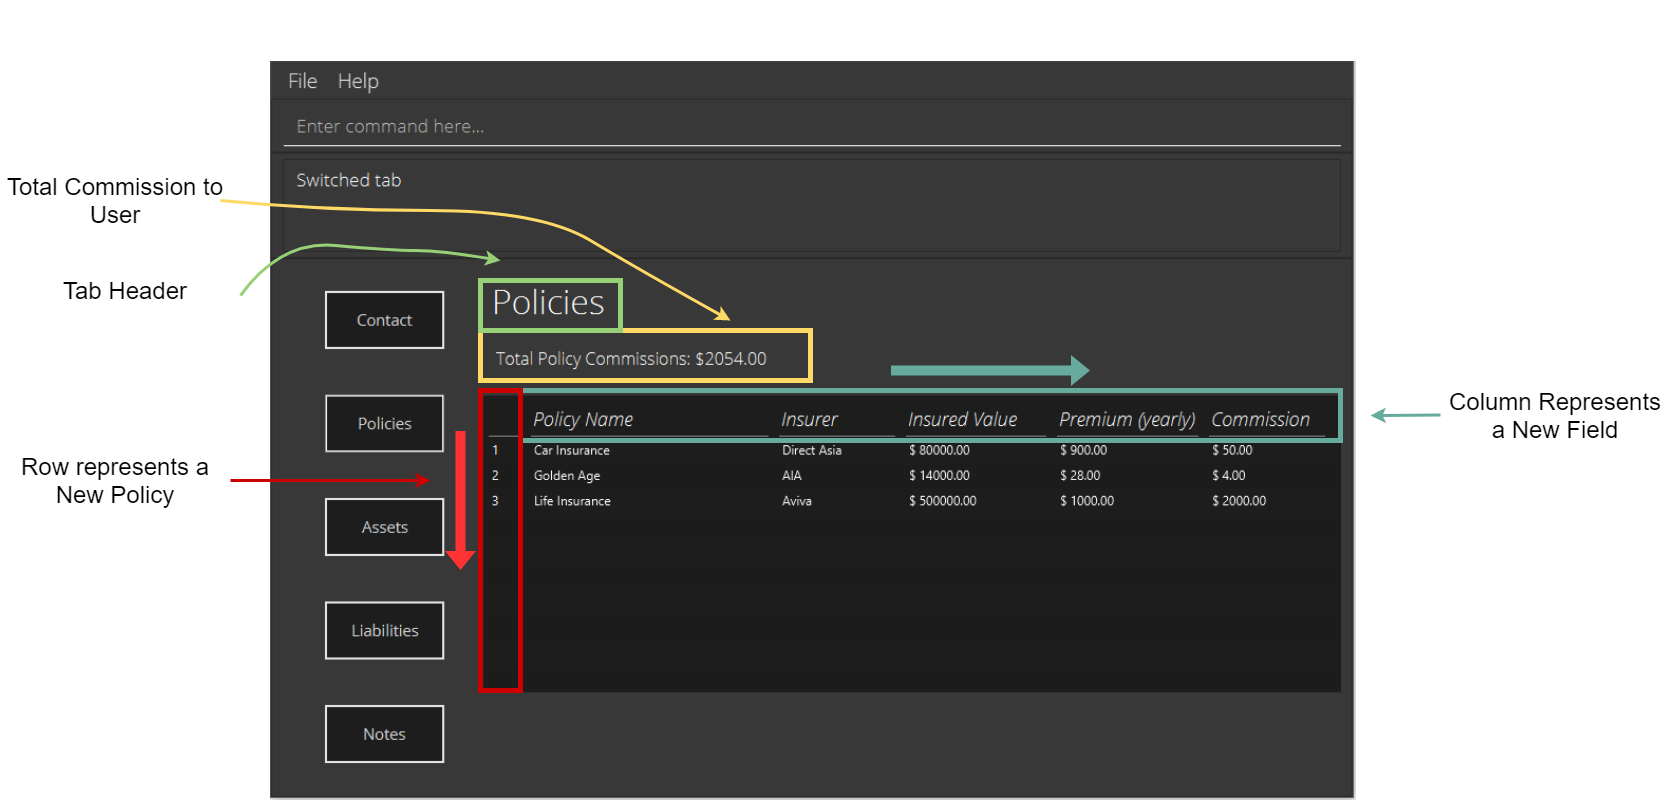 File Help
Enter command here...
Switched tab
Total Commission to
User
Tab Header
Row represents a
New Policy
Contact
Policies
Assets
Liabilities
Notes
Policies
Total Policy Commissions: $2054.00
Policy Name Insurer Insured Value Premium (yearly) Commission
1 Car Insurance Direct Asia $ 80000.00 $ 900.00 $ 50.00
2 Golden Age AIA $ 14000.00 $ 28.00 $ 4.00
3 Life Insurance Aviva $ 500000.00 $ 1000.00 $ 2000.00
Column Represents
a New Field